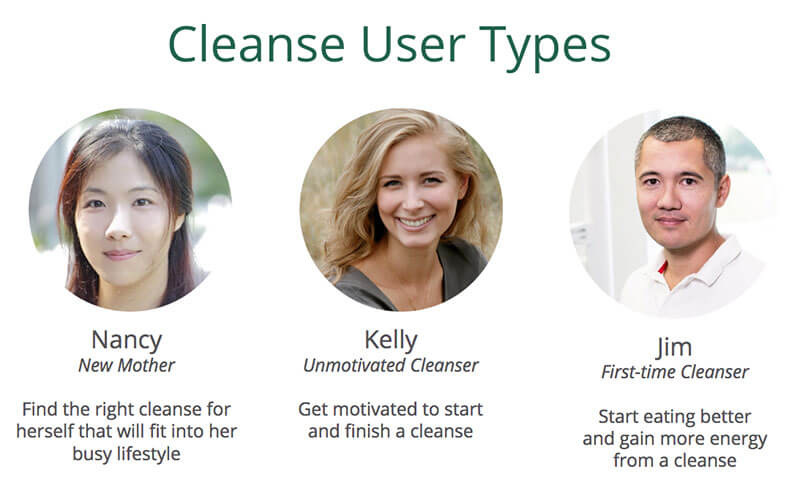 Cleanse User Types
Nancy
New Mother
Find the right cleanse for
herself that will fit into her
busy lifestyle
Kelly
Unmotivated Cleanser
Get motivated to start
and finish a cleanse
Jim
First-time Cleanser
Start eating better
and gain more energy
from a cleanse